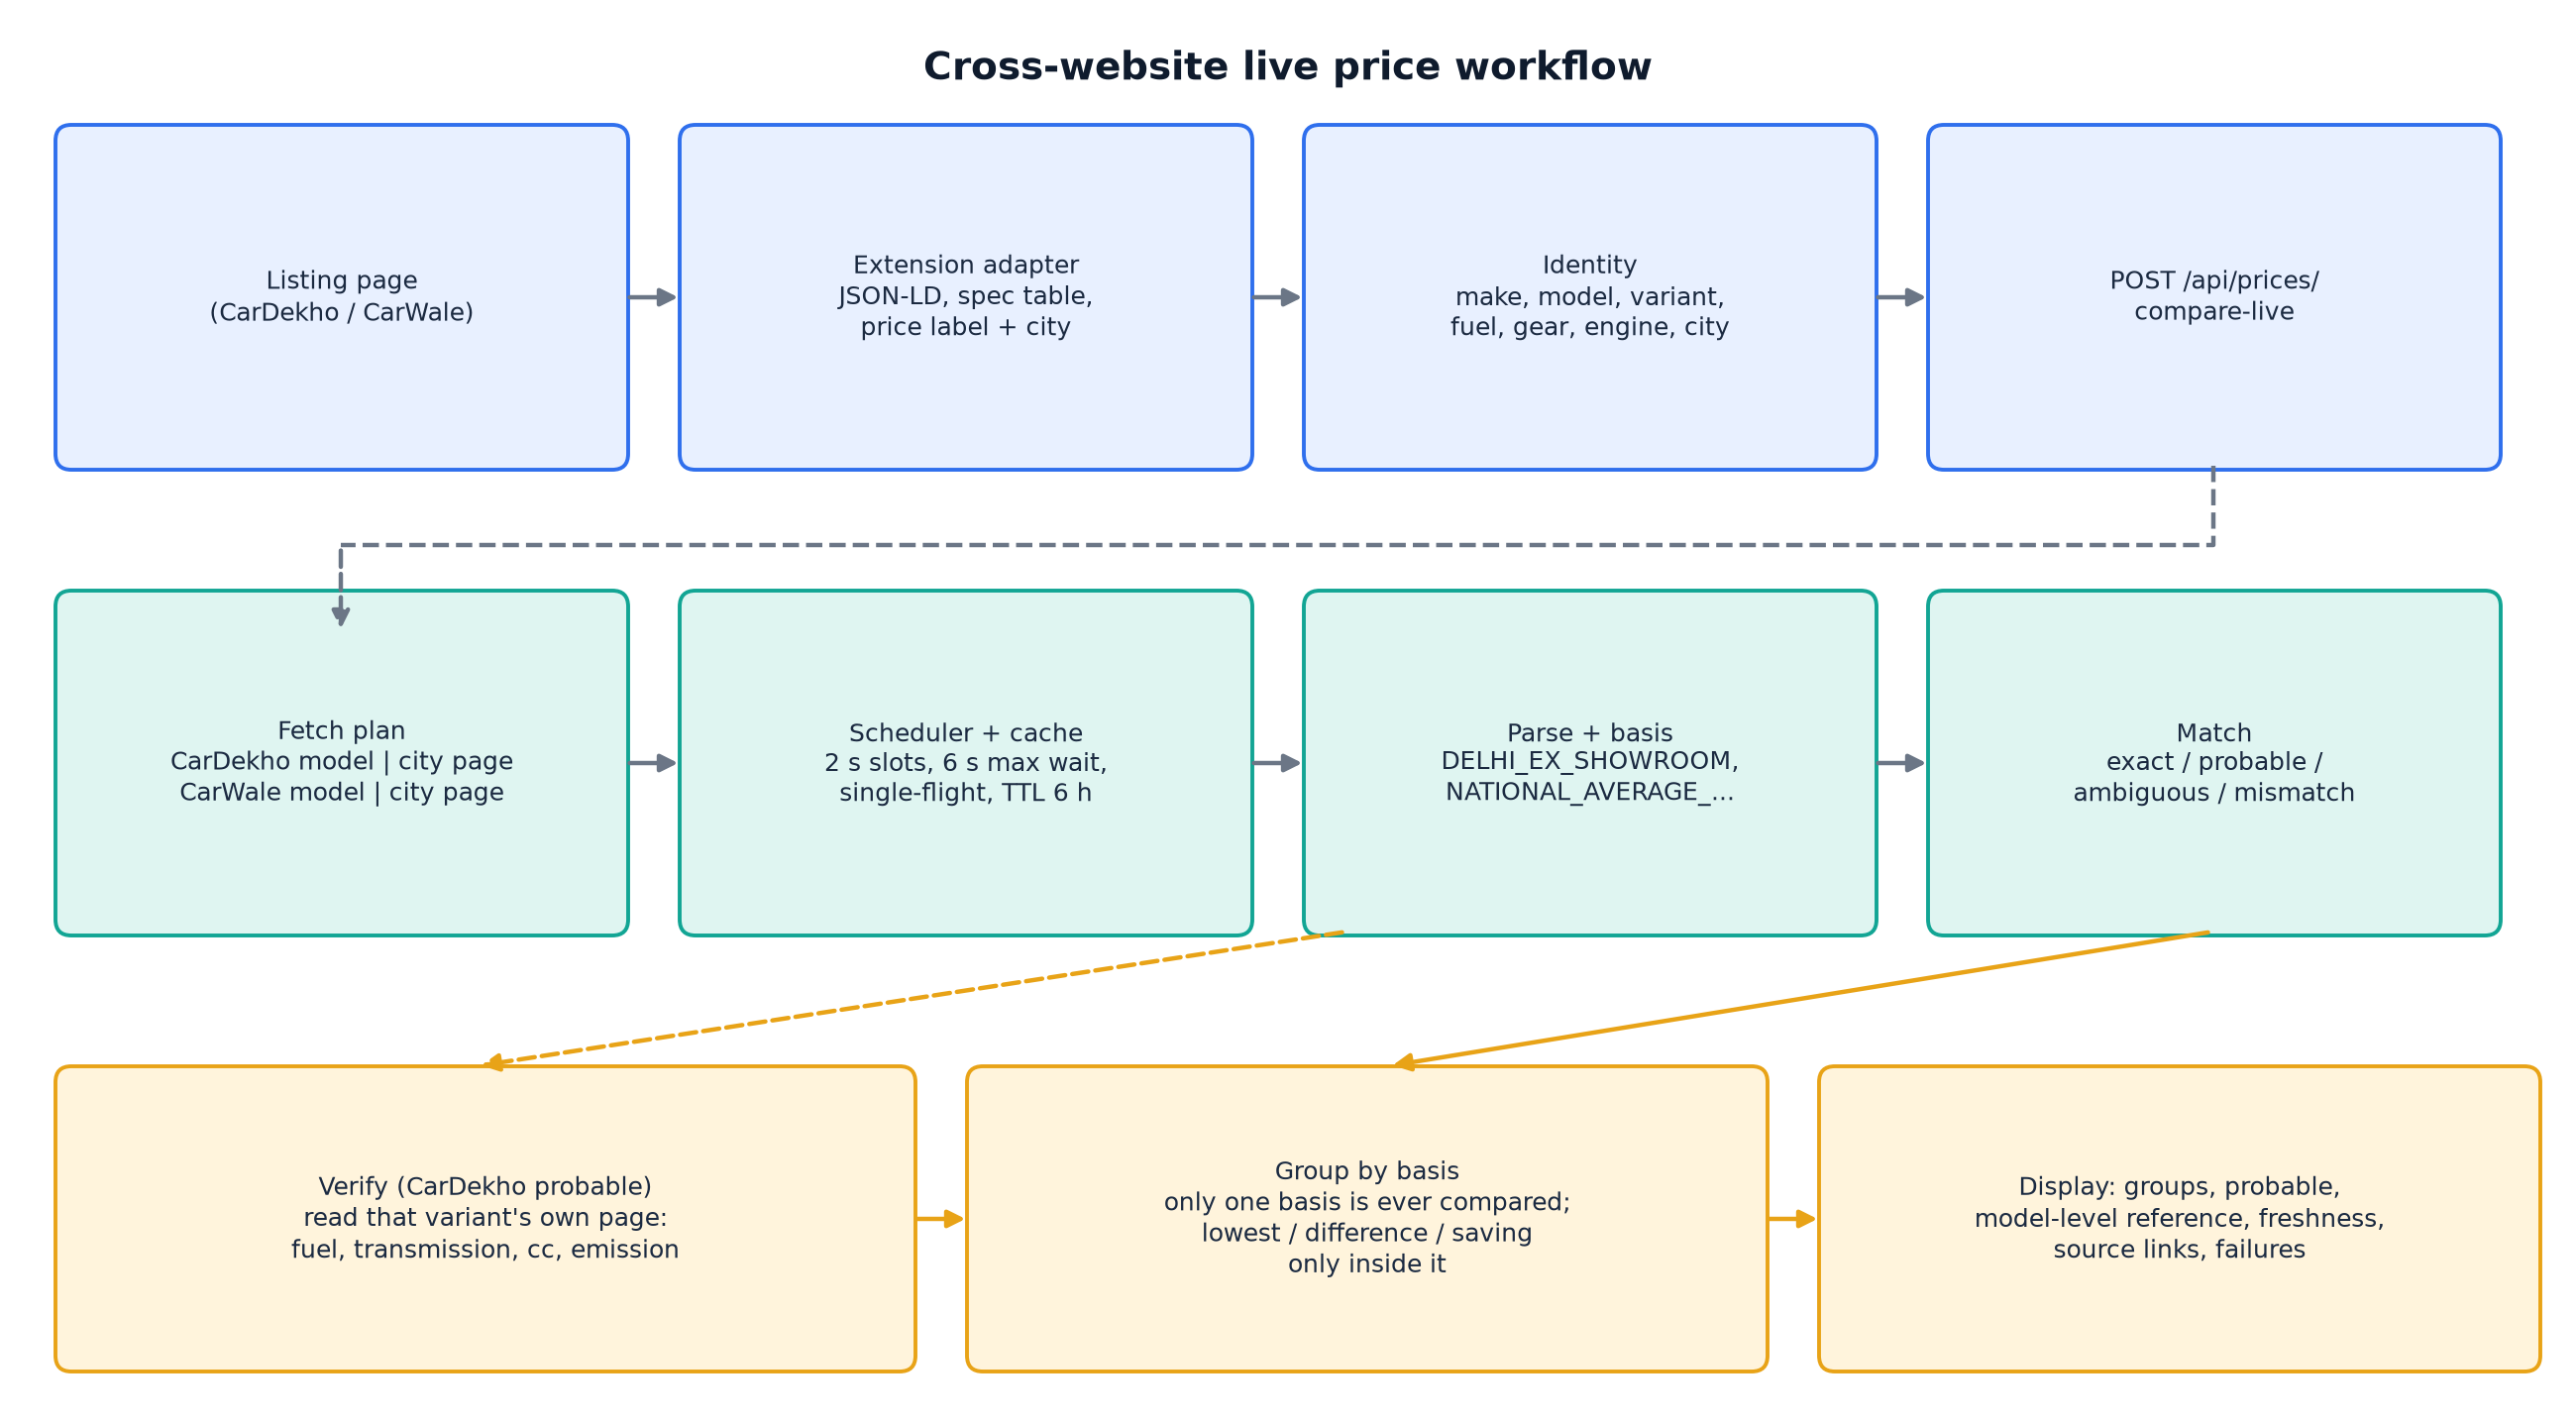 Cross-website live price workflow
Listing page
(CarDekho / CarWale)
Extension adapter
JSON-LD, spec table,
price label + city
Identity
make, model, variant,
fuel, gear, engine, city
POST /api/prices/
compare-live
Fetch plan
CarDekho model | city page
CarWale model | city page
Scheduler + cache
2 s slots, 6 s max wait,
single-flight, TTL 6 h
Parse + basis
DELHI_EX_SHOWROOM,
NATIONAL_AVERAGE_...
Match
exact / probable /
ambiguous / mismatch
Verify (CarDekho probable)
read that variant's own page:
fuel, transmission, cc, emission
Group by basis
only one basis is ever compared;
lowest / difference / saving
only inside it
Display: groups, probable,
model-level reference, freshness,
source links, failures